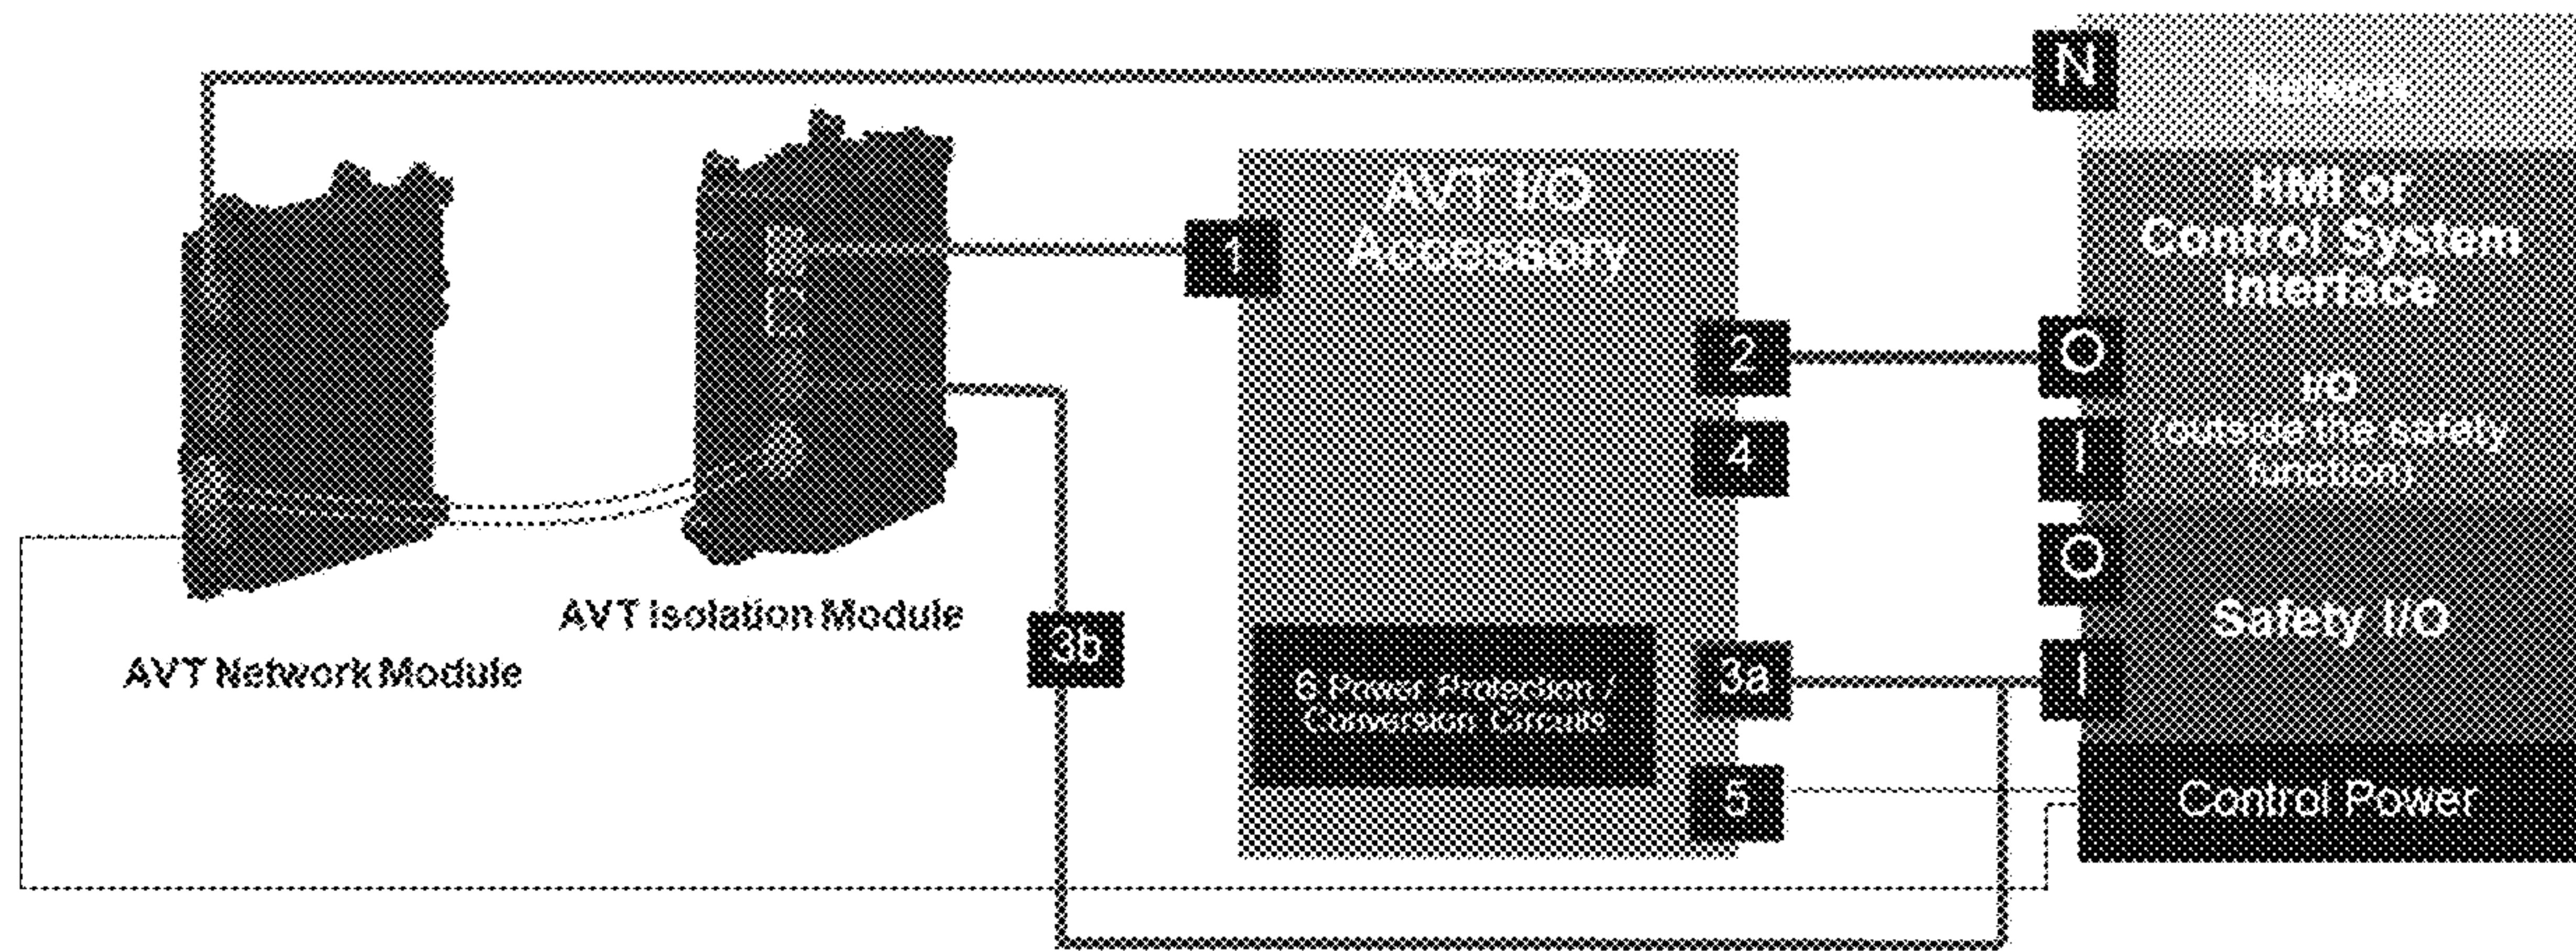 N
Network
AVT I/O
Accessory
HMI or
Control System
Interface
1
2
O
I/O
(outside the safety
function)
4
I
O
AVT Isolation Module
Safety I/O
3b
AVT Network Module
6 Power Protection /
Conversion Circuits
3a
I
5
Control Power